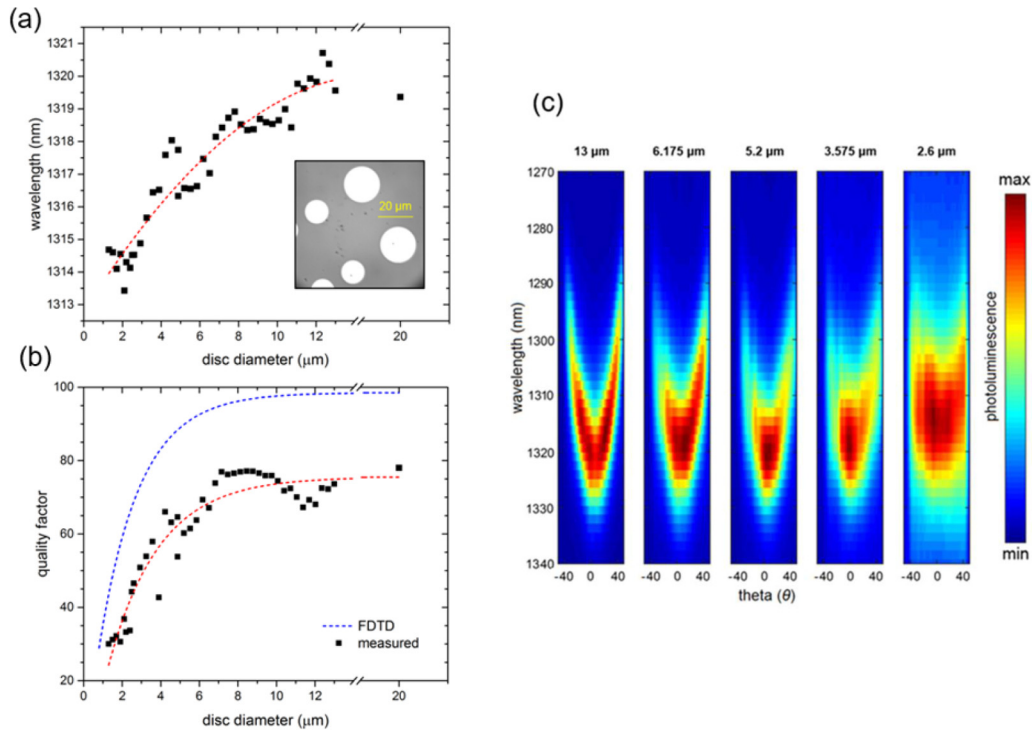 (a)
1321
1320
1319
1318
1317
1316
1315
1314
1313
wavelength (nm)
20 µm
0 2 4 6 8 10 12 20
disc diameter (µm)
(b)
100
80
60
40
20
quality factor
FDTD
measured
0 2 4 6 8 10 12 20
disc diameter (µm)
(c)
13 µm 6.175 µm 5.2 µm 3.575 µm 2.6 µm
1270
1280
1290
1300
1310
1320
1330
1340
wavelength (nm)
-40 0 40 -40 0 40 -40 0 40 -40 0 40 -40 0 40
theta (θ)
max
photoluminescence
min